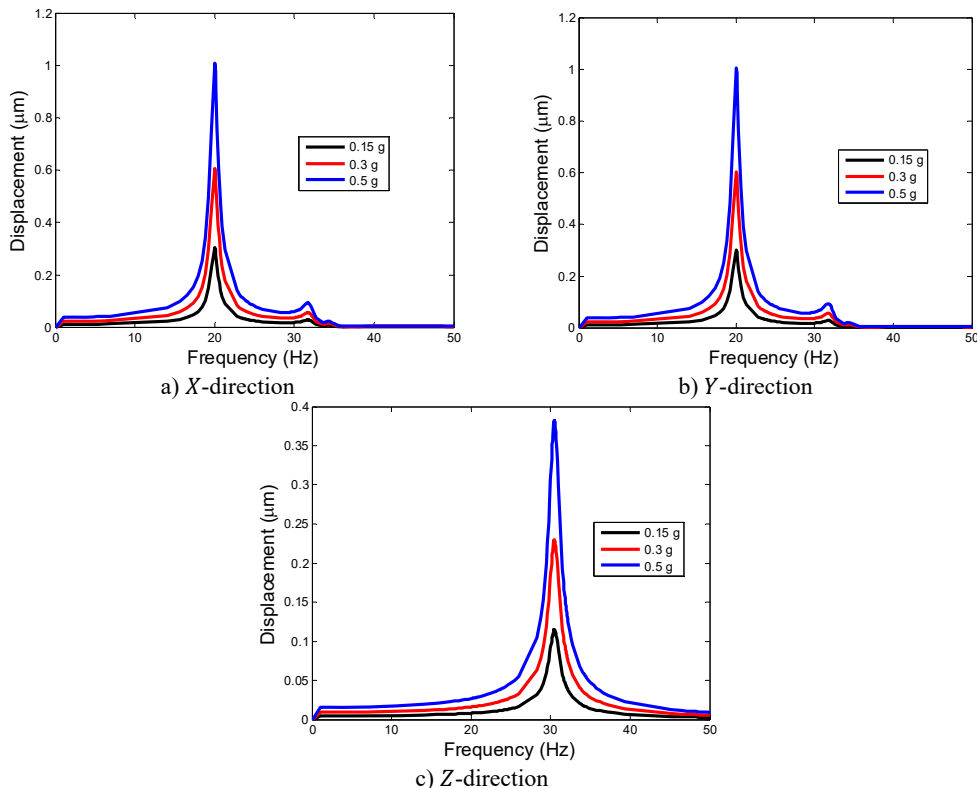 1.2
1
0.8
0.6
0.4
0.2
0
0 10 20 30 40 50
Displacement (μm)
Frequency (Hz)
0.15 g
0.3 g
0.5 g
a) X-direction
1.2
1
0.8
0.6
0.4
0.2
0
0 10 20 30 40 50
Displacement (μm)
Frequency (Hz)
0.15 g
0.3 g
0.5 g
b) Y-direction
0.4
0.35
0.3
0.25
0.2
0.15
0.1
0.05
0
0 10 20 30 40 50
Displacement (μm)
Frequency (Hz)
0.15 g
0.3 g
0.5 g
c) Z-direction